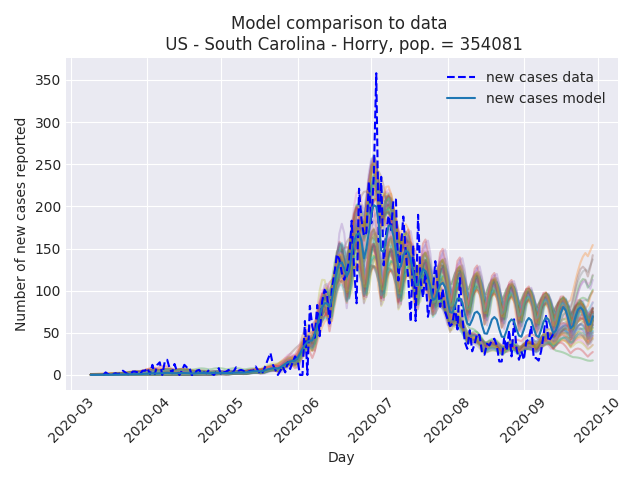 Model comparison to data
US - South Carolina - Horry, pop. = 354081
new cases data
new cases model
Number of new cases reported
350
300
250
200
150
100
50
0
2020-03
2020-04
2020-05
2020-06
2020-07
2020-08
2020-09
2020-10
Day